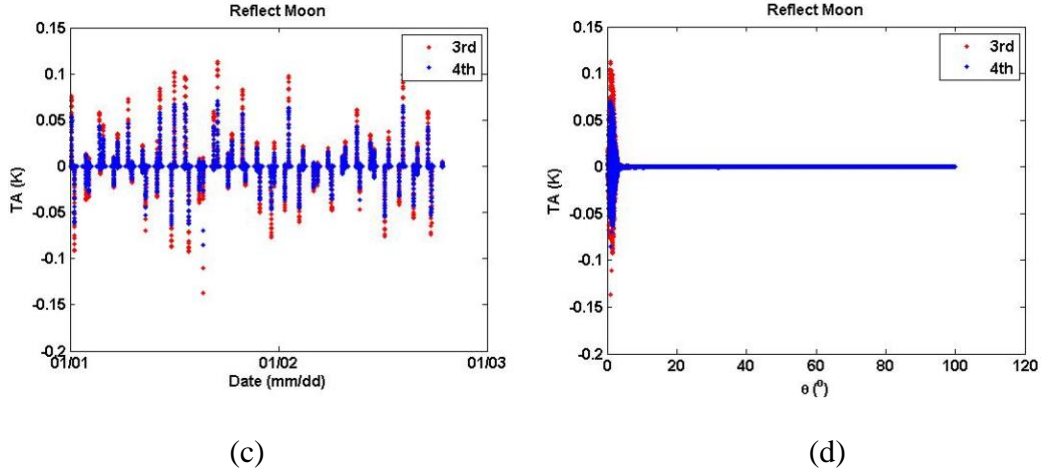 Reflect Moon
3rd
4th
TA (K)
0.15
0.1
0.05
0
-0.05
-0.1
-0.15
-0.2
01/01
01/02
01/03
Date (mm/dd)
(c)
Reflect Moon
3rd
4th
TA (K)
0.15
0.1
0.05
0
-0.05
-0.1
-0.15
-0.2
0
20
40
60
80
100
120
θ (⁰)
(d)